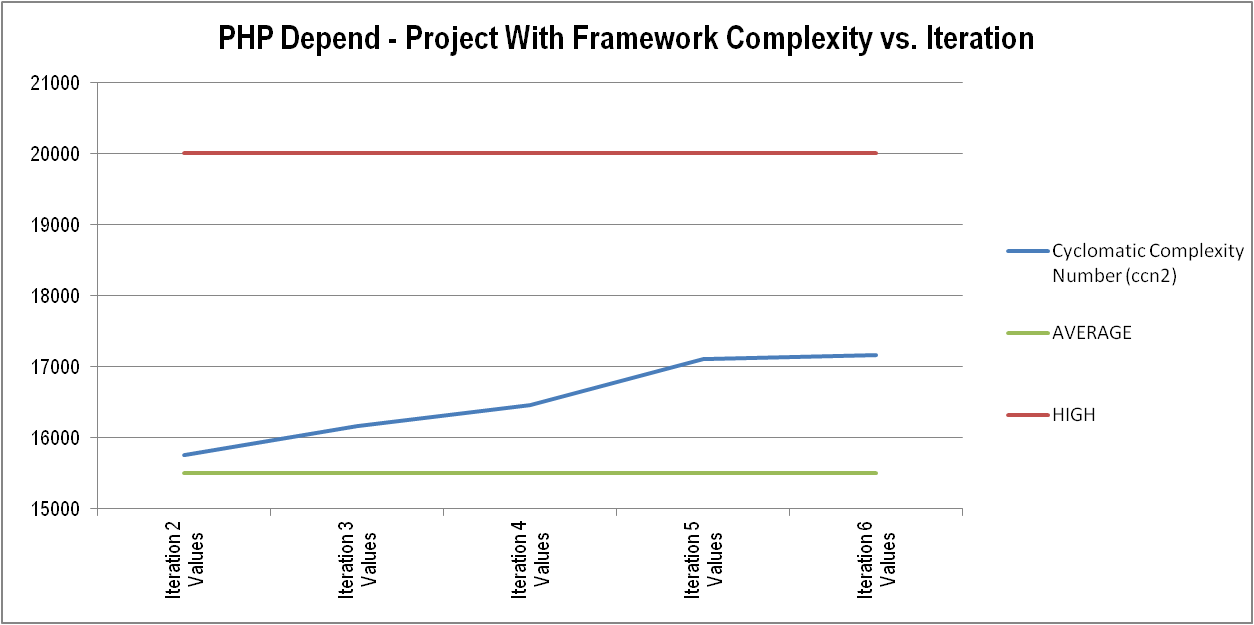 PHP Depend - Project With Framework Complexity vs. Iteration
21000
20000
19000
18000
17000
16000
15000
Iteration 2
Values
Iteration 3
Values
Iteration 4
Values
Iteration 5
Values
Iteration 6
Values
Cyclomatic Complexity
Number (ccn2)
AVERAGE
HIGH